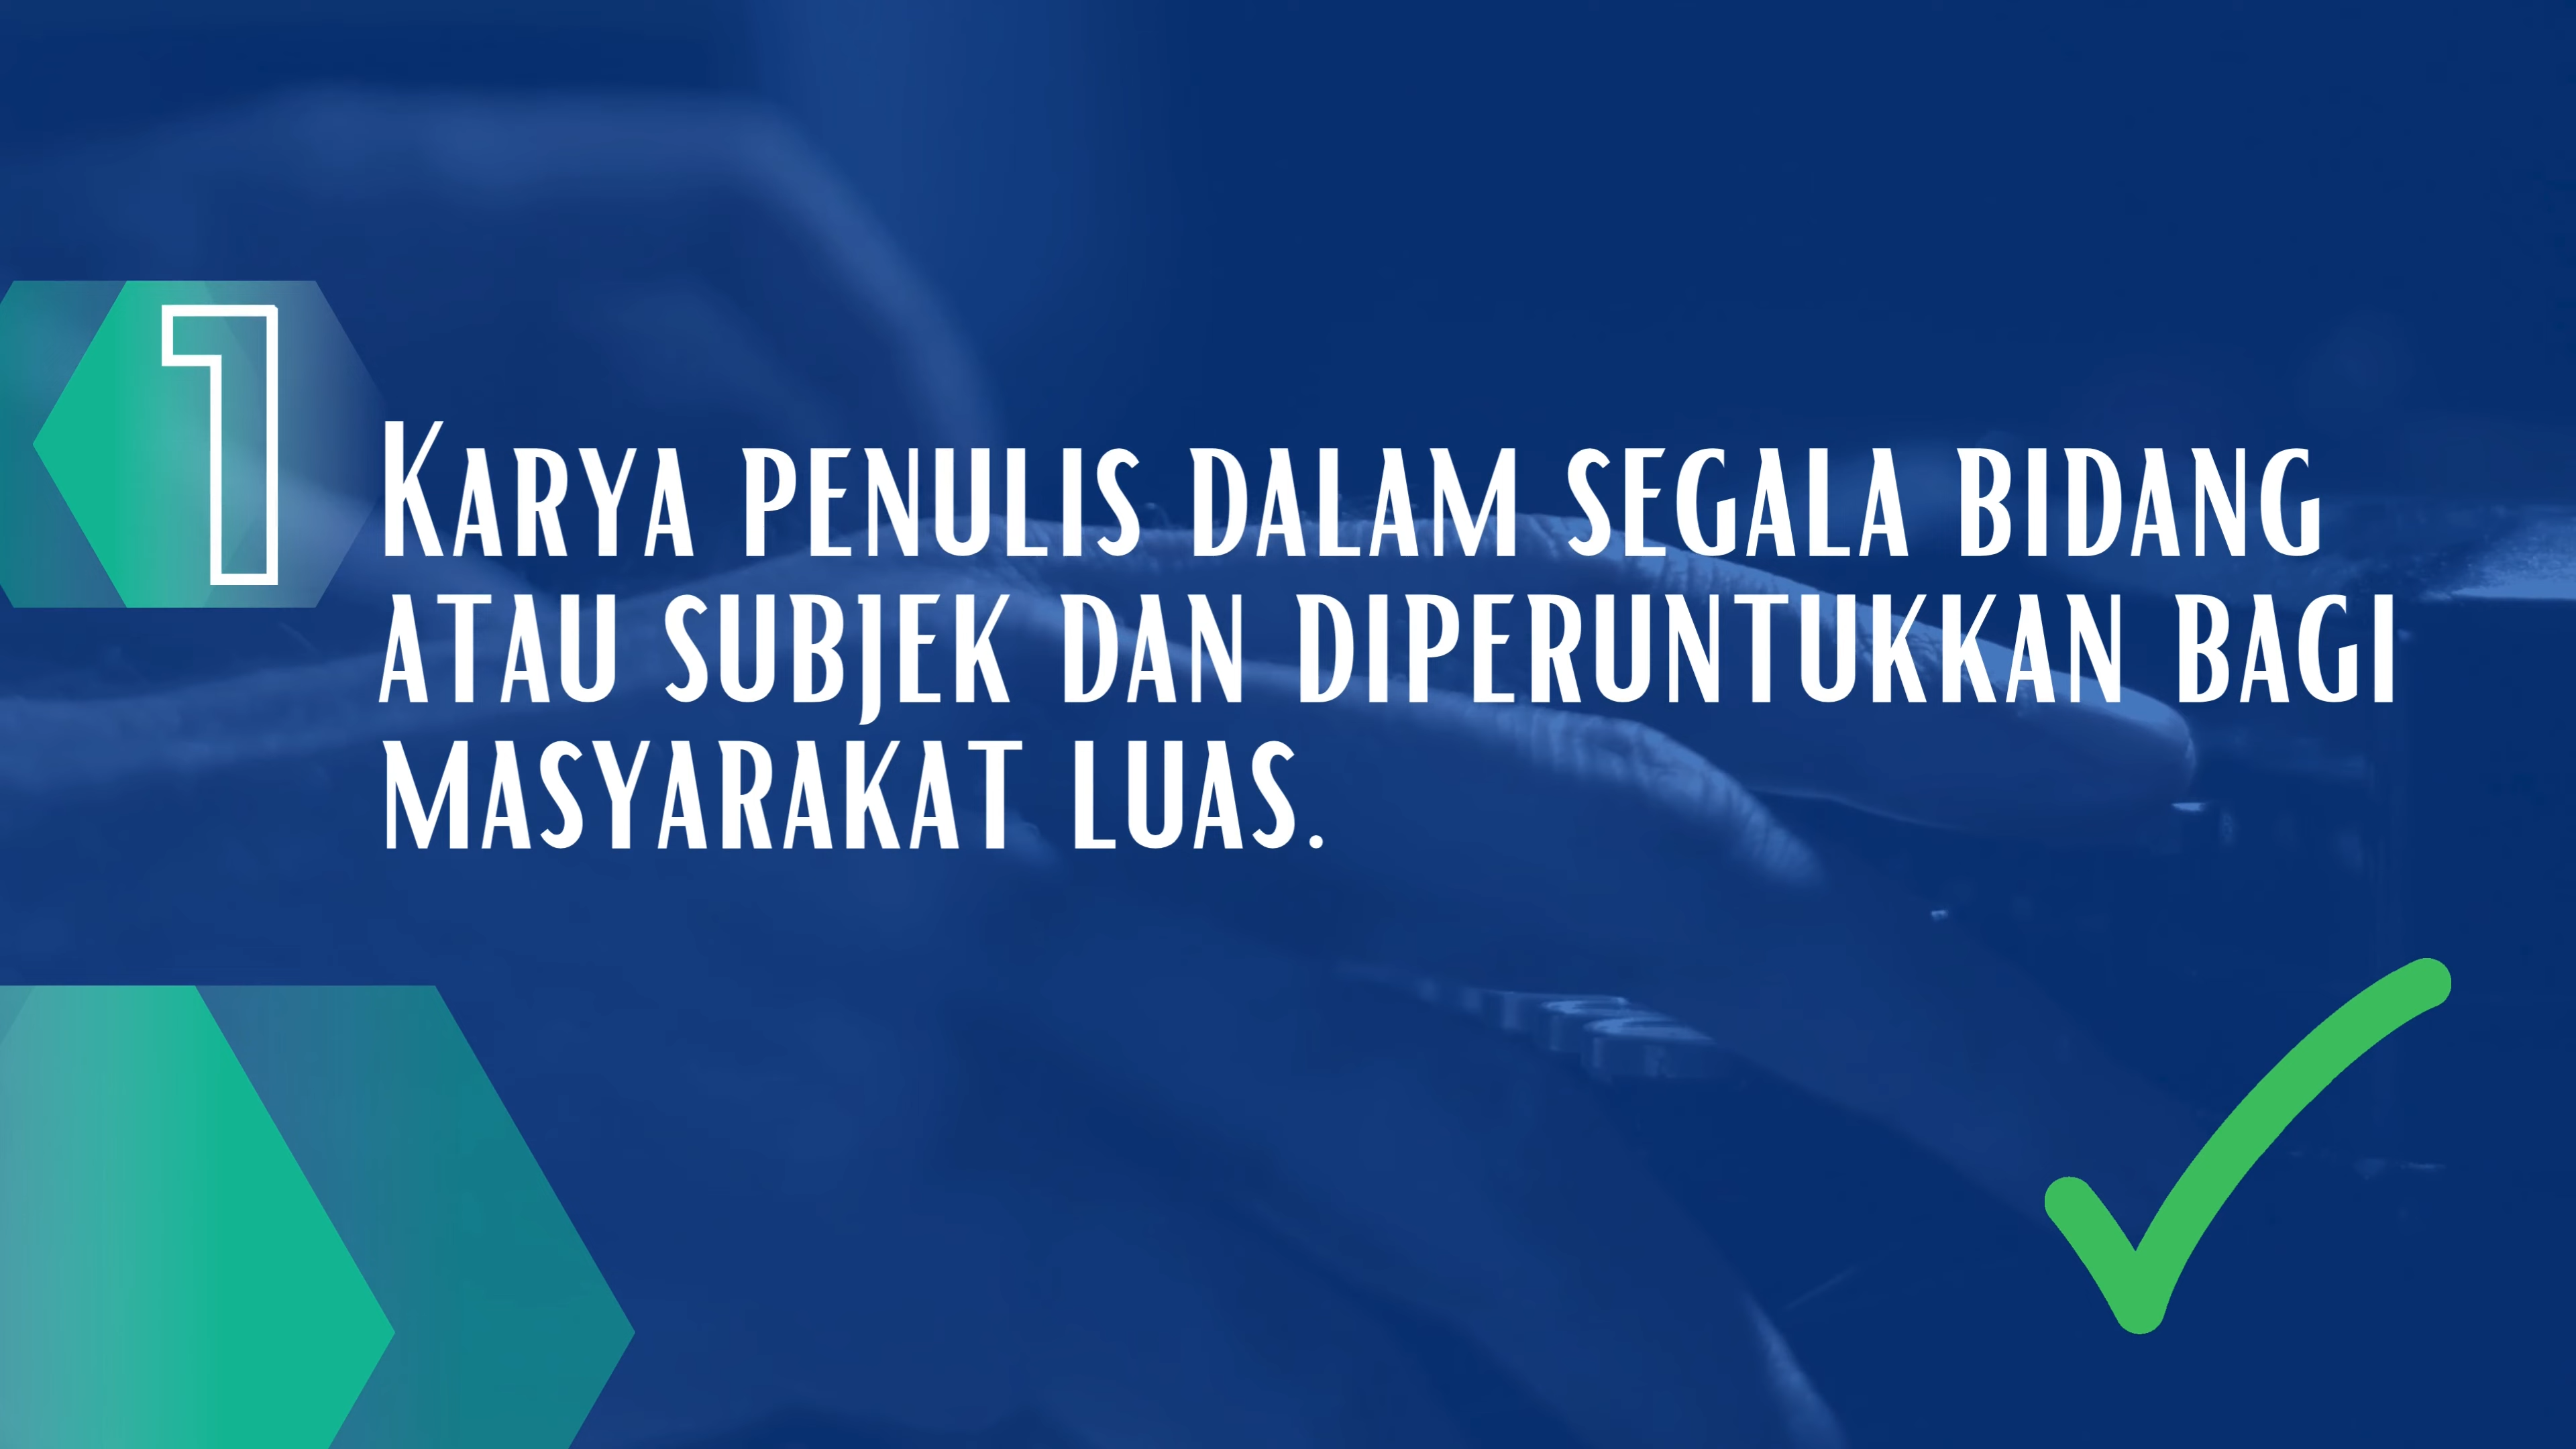 1
Karya penulis dalam segala bidang
atau subjek dan diperuntukkan bagi
masyarakat luas.